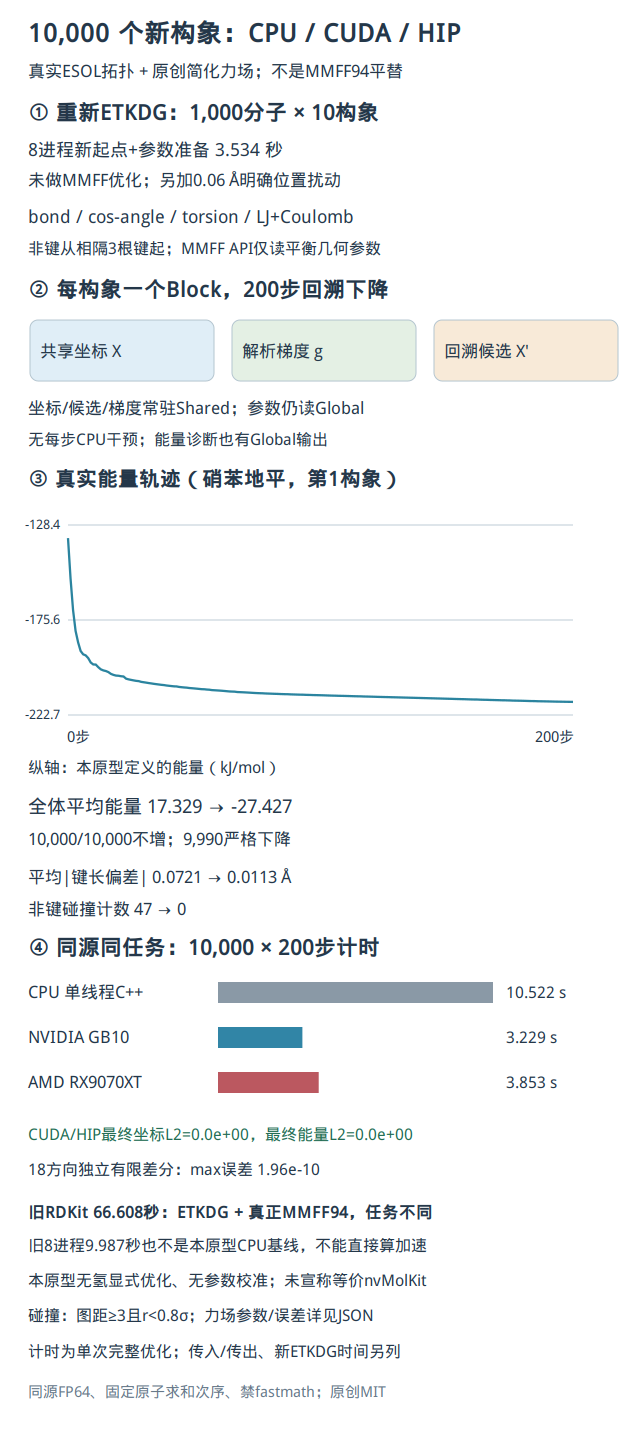 10,000 个新构象：CPU / CUDA / HIP
真实ESOL拓扑 + 原创简化力场；不是MMFF94平替
① 重新ETKDG：1,000分子 × 10构象
8进程新起点+参数准备 3.534 秒
未做MMFF优化；另加0.06 Å明确位置扰动
bond / cos-angle / torsion / LJ+Coulomb
非键从相隔3根键起；MMFF API仅读平衡几何参数
② 每构象一个Block，200步回溯下降
共享坐标 X
解析梯度 g
回溯候选 X'
坐标/候选/梯度常驻Shared；参数仍读Global
无每步CPU干预；能量诊断也有Global输出
③ 真实能量轨迹（硝苯地平，第1构象）
-128.4
-175.6
-222.7
0步
200步
纵轴：本原型定义的能量（kJ/mol）
全体平均能量 17.329 → -27.427
10,000/10,000不增；9,990严格下降
平均|键长偏差| 0.0721 → 0.0113 Å
非键碰撞计数 47 → 0
④ 同源同任务：10,000 × 200步计时
CPU 单线程C++
10.522 s
NVIDIA GB10
3.229 s
AMD RX9070XT
3.853 s
CUDA/HIP最终坐标L2=0.0e+00，最终能量L2=0.0e+00
18方向独立有限差分：max误差 1.96e-10
旧RDKit 66.608秒：ETKDG + 真正MMFF94，任务不同
旧8进程9.987秒也不是本原型CPU基线，不能直接算加速
本原型无氢显式优化、无参数校准；未宣称等价nvMolKit
碰撞：图距≥3且r<0.8σ；力场参数/误差详见JSON
计时为单次完整优化；传入/传出、新ETKDG时间另列
同源FP64、固定原子求和次序、禁fastmath；原创MIT